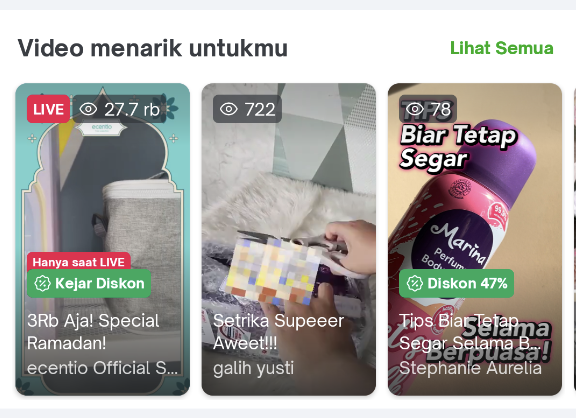 Video menarik untukmu
Lihat Semua
LIVE
27.7 rb
ecentio
Hanya saat LIVE
Kejar Diskon
3Rb Aja! Special
Ramadan!
ecentio Official S...
722
Setrika Supeeer
Aweet!!!
galih yusti
TIPS
78
Biar Tetap
Segar
Marina
Diskon 47%
Tips Biar Tetap
Segar Selama B...
Selama
Berpuasa!
Stephanie Aurelia